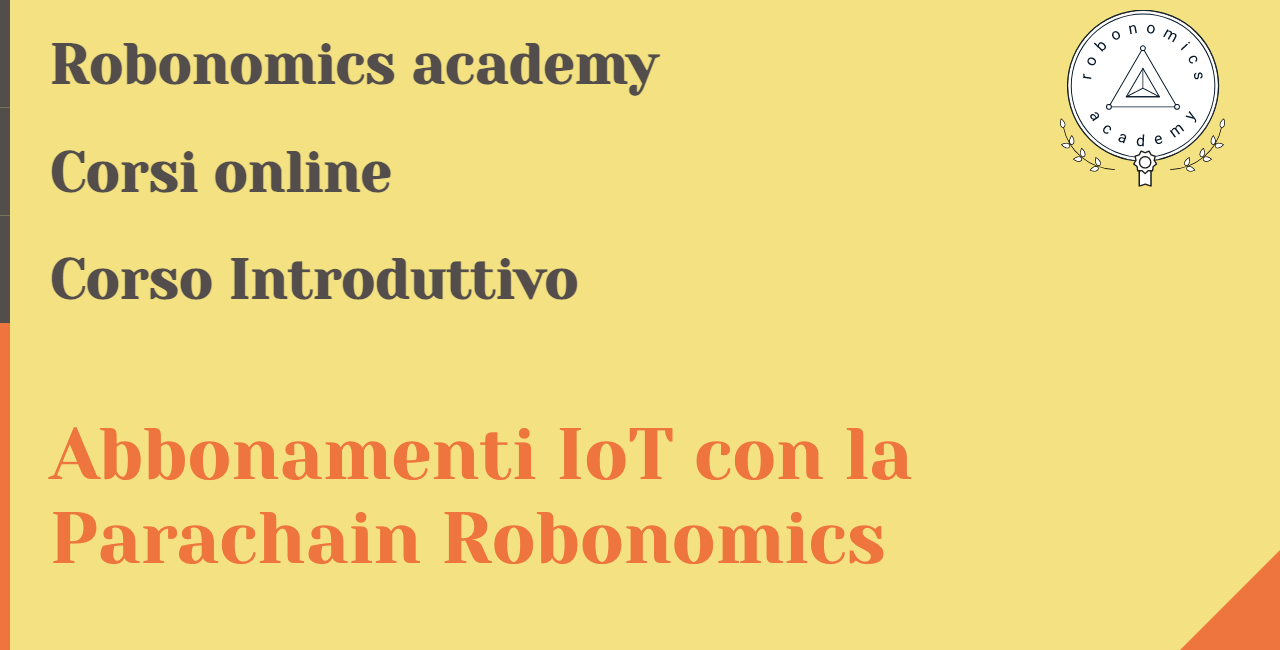 Robonomics academy
robonomics
academy
Corsi online
Corso Introduttivo
Abbonamenti IoT con la
Parachain Robonomics